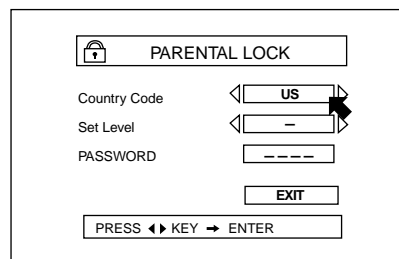 PARENTAL LOCK
Country Code US
Set Level –
PASSWORD – – – –
EXIT
PRESS ◀ ▶ KEY → ENTER